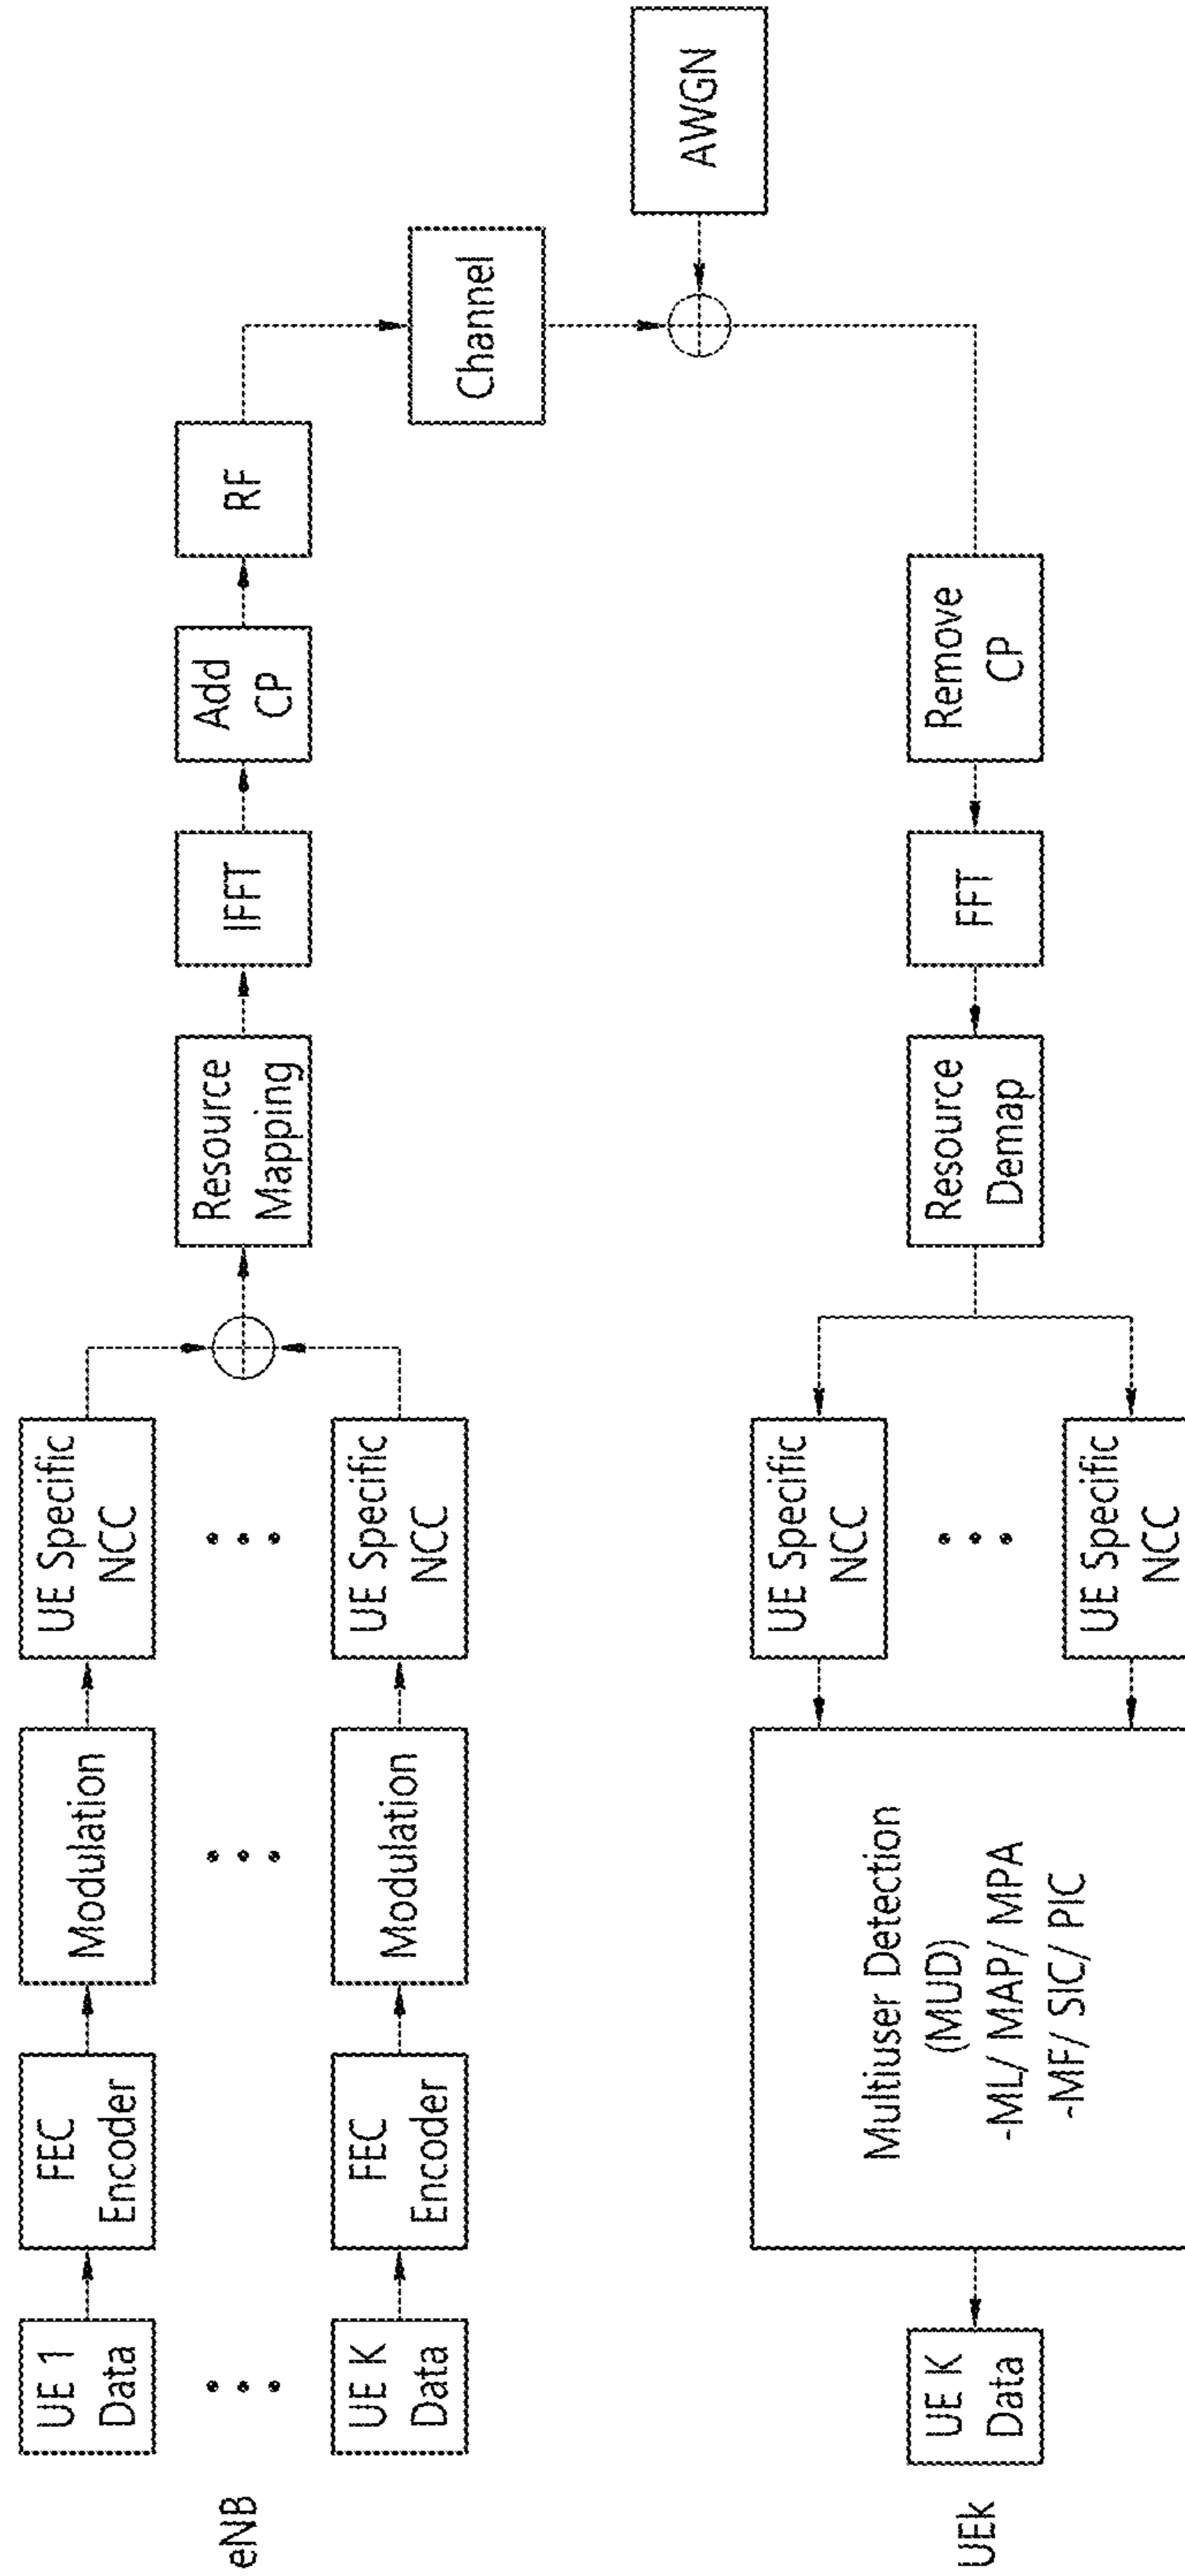 eNB
UE 1
Data
FEC
Encoder
Modulation
UE Specific
NCC
UE K
Data
FEC
Encoder
Modulation
UE Specific
NCC
Resource
Mapping
IFFT
Add
CP
RF
Channel
AWGN
Remove
CP
FFT
Resource
Demap
UE Specific
NCC
UE Specific
NCC
Multiuser Detection
(MUD)
-ML/ MAP/ MPA
-MF/ SIC/ PIC
UE K
Data
UEk